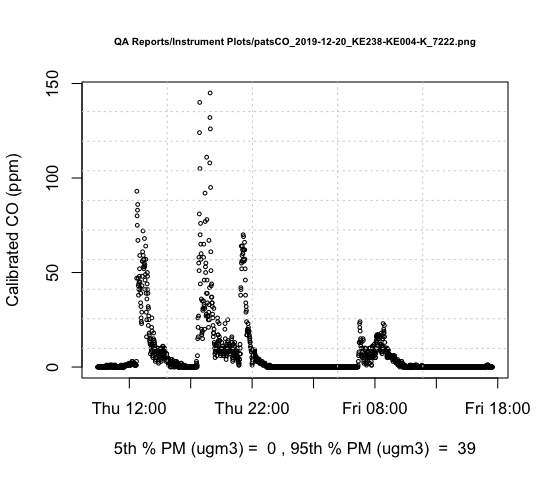 QA Reports/Instrument Plots/patsCO_2019-12-20_KE238-KE004-K_7222.png
150
100
50
0
Calibrated CO (ppm)
Thu 12:00 Thu 22:00 Fri 08:00 Fri 18:00
5th % PM (ugm3) = 0 , 95th % PM (ugm3) = 39